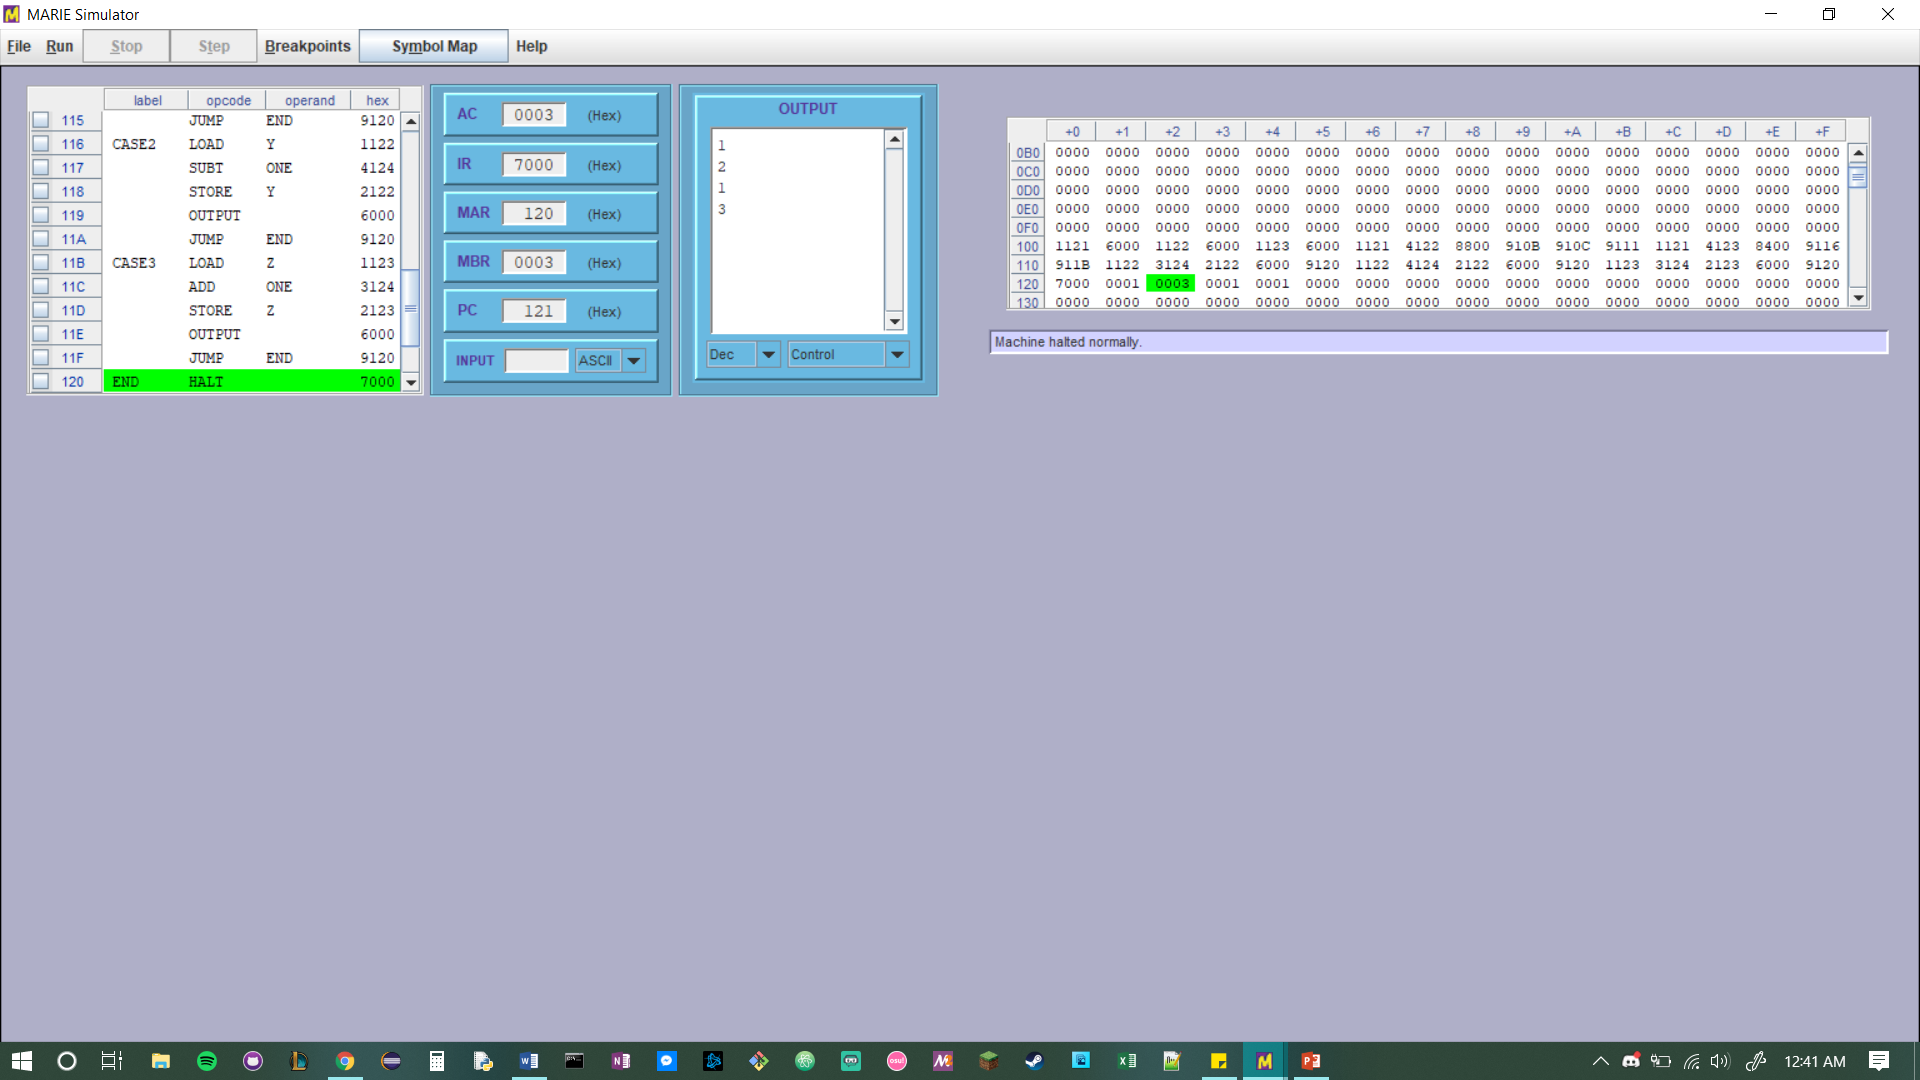 MARIE Simulator
File Run Stop Step Breakpoints Symbol Map Help
label opcode operand hex
115 JUMP END 9120
116 CASE2 LOAD Y 1122
117 SUBT ONE 4124
118 STORE Y 2122
119 OUTPUT 6000
11A JUMP END 9120
11B CASE3 LOAD Z 1123
11C ADD ONE 3124
11D STORE Z 2123
11E OUTPUT 6000
11F JUMP END 9120
120 END HALT 7000
AC 0003 (Hex)
IR 7000 (Hex)
MAR 120 (Hex)
MBR 0003 (Hex)
PC 121 (Hex)
INPUT ASCII
OUTPUT
1
2
1
3
Dec Control
+0 +1 +2 +3 +4 +5 +6 +7 +8 +9 +A +B +C +D +E +F
0B0 0000 0000 0000 0000 0000 0000 0000 0000 0000 0000 0000 0000 0000 0000 0000 0000
0C0 0000 0000 0000 0000 0000 0000 0000 0000 0000 0000 0000 0000 0000 0000 0000 0000
0D0 0000 0000 0000 0000 0000 0000 0000 0000 0000 0000 0000 0000 0000 0000 0000 0000
0E0 0000 0000 0000 0000 0000 0000 0000 0000 0000 0000 0000 0000 0000 0000 0000 0000
0F0 0000 0000 0000 0000 0000 0000 0000 0000 0000 0000 0000 0000 0000 0000 0000 0000
100 1121 6000 1122 6000 1123 6000 1121 4122 8800 910B 910C 9111 1121 4123 8400 9116
110 911B 1122 3124 2122 6000 9120 1122 4124 2122 6000 9120 1123 3124 2123 6000 9120
120 7000 0001 0003 0001 0001 0000 0000 0000 0000 0000 0000 0000 0000 0000 0000 0000
130 0000 0000 0000 0000 0000 0000 0000 0000 0000 0000 0000 0000 0000 0000 0000 0000
Machine halted normally.
12:41 AM